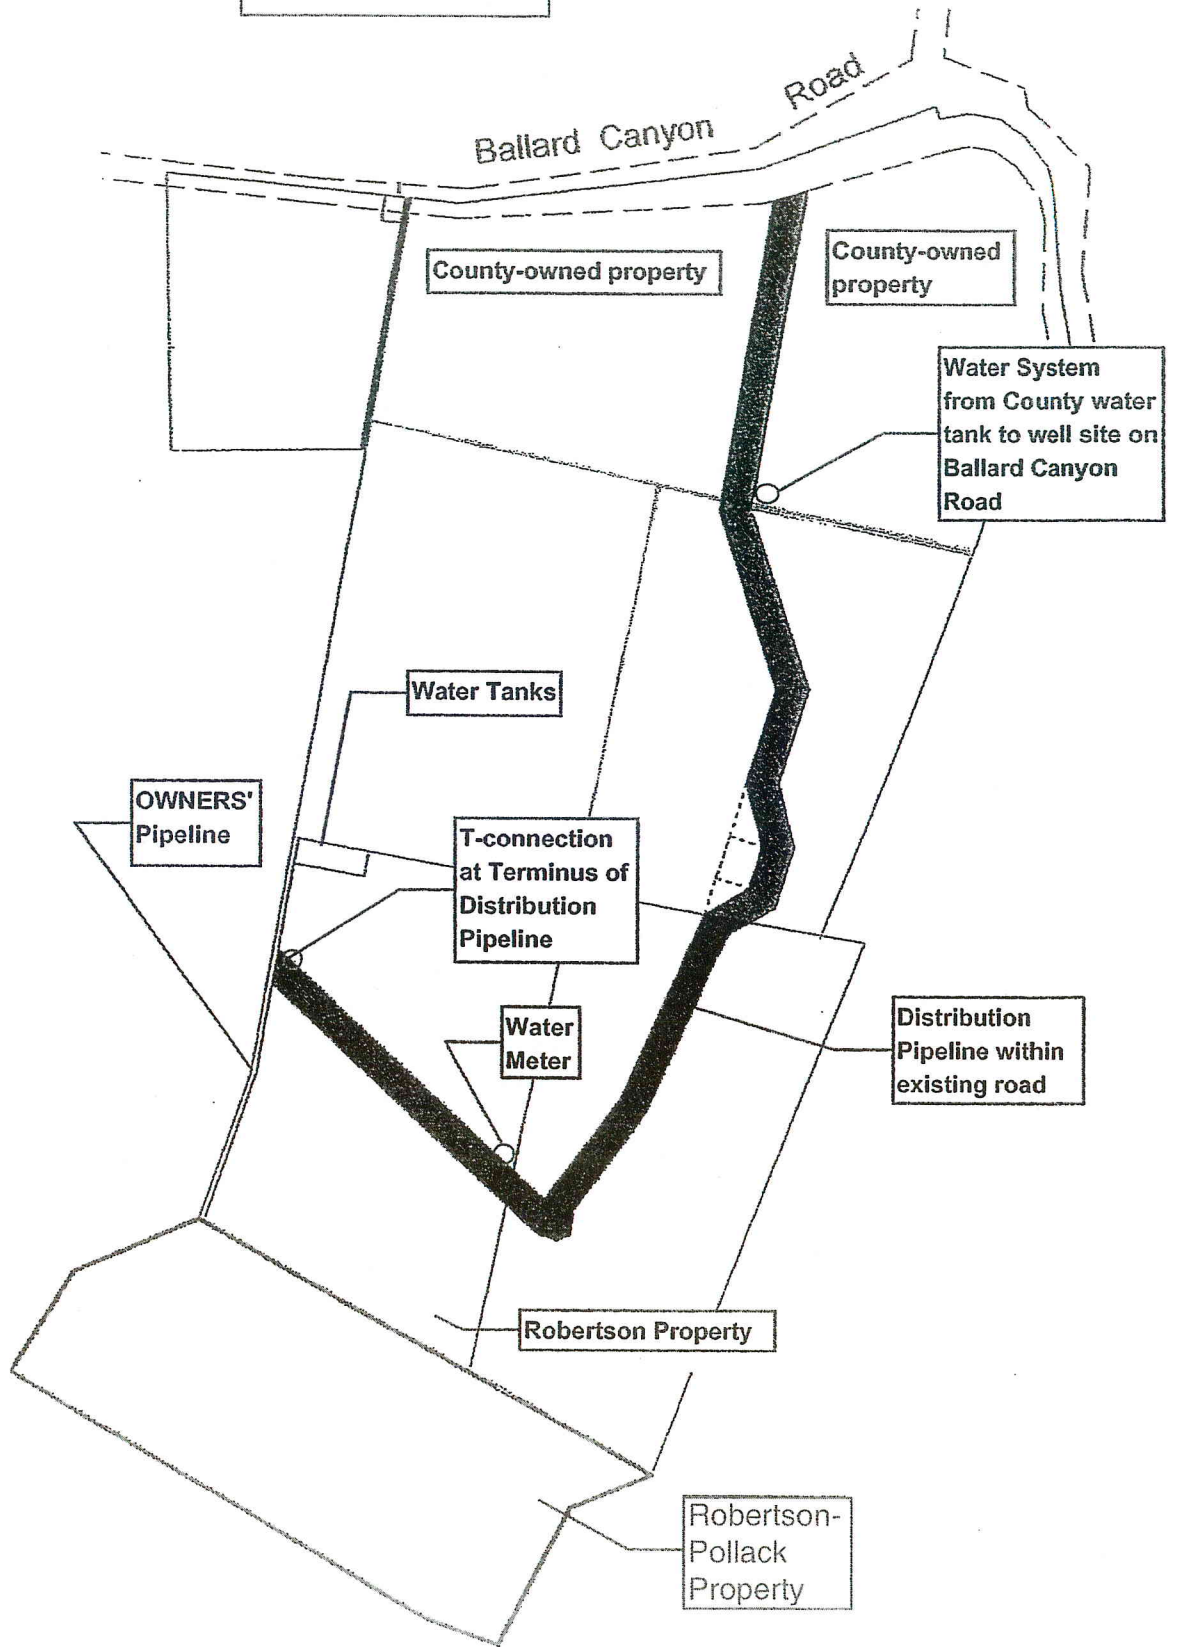 Ballard Canyon Road
County-owned property
County-owned
property
Water System
from County water
tank to well site on
Ballard Canyon
Road
Water Tanks
OWNERS'
Pipeline
T-connection
at Terminus of
Distribution
Pipeline
Water
Meter
Distribution
Pipeline within
existing road
Robertson Property
Robertson-
Pollack
Property